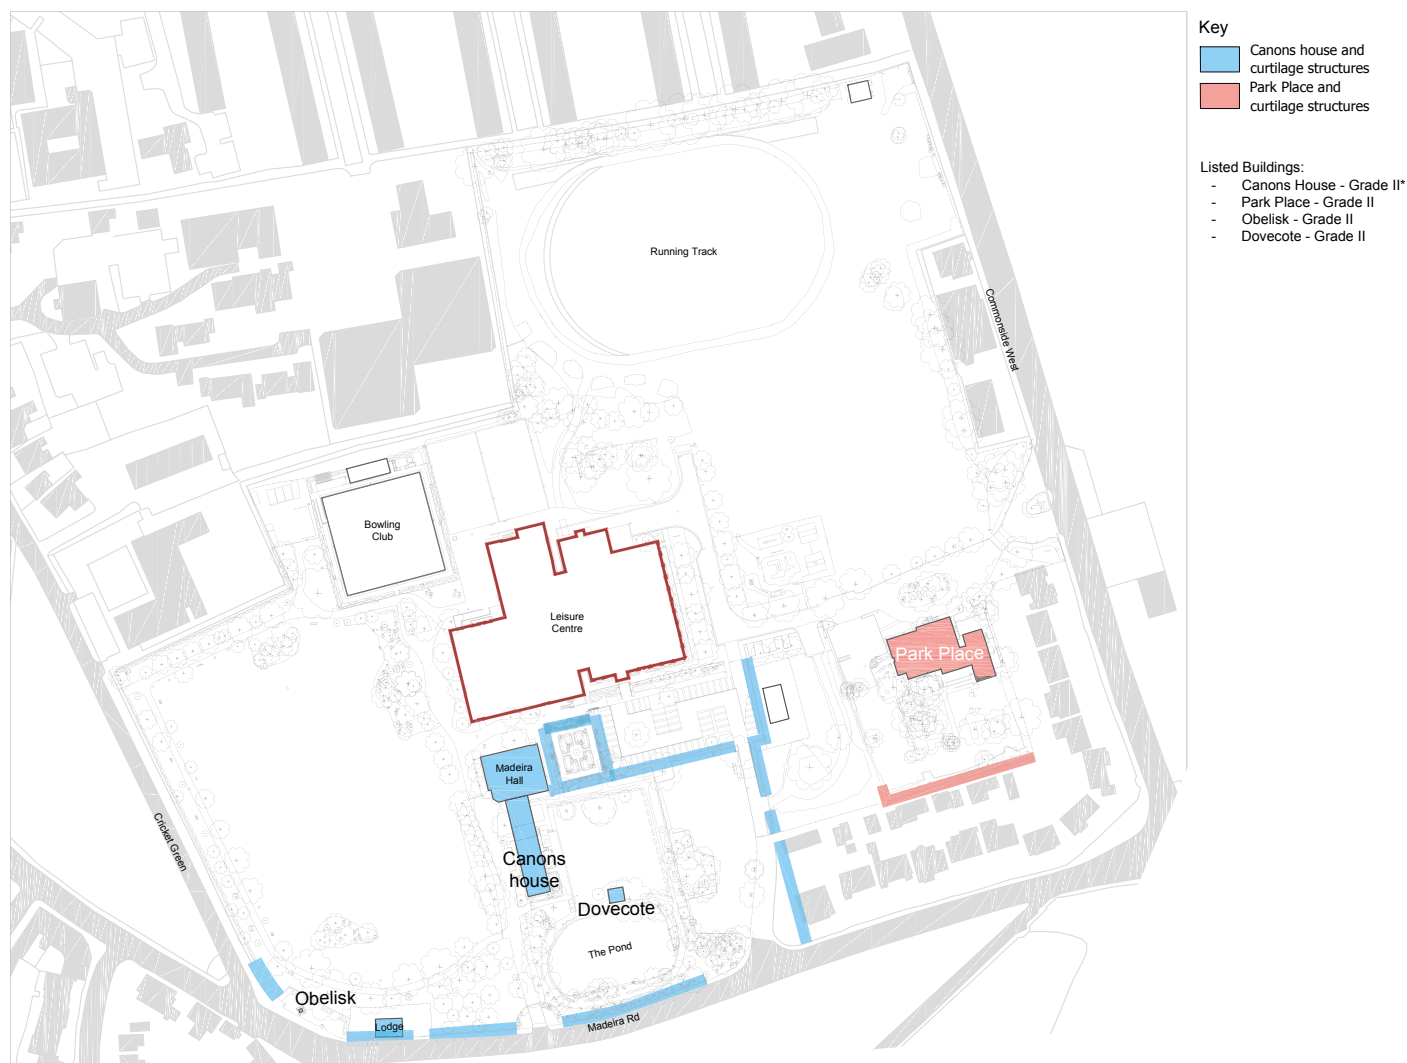 Key
Canons house and
curtilage structures
Park Place and
curtilage structures
Listed Buildings:
- Canons House - Grade II*
- Park Place - Grade II
- Obelisk - Grade II
- Dovecote - Grade II
Running Track
Commonside West
Bowling
Club
Leisure
Centre
Park Place
Madeira
Hall
Cricket Green
Canons
house
Dovecote
The Pond
Obelisk
Lodge
Madeira Rd